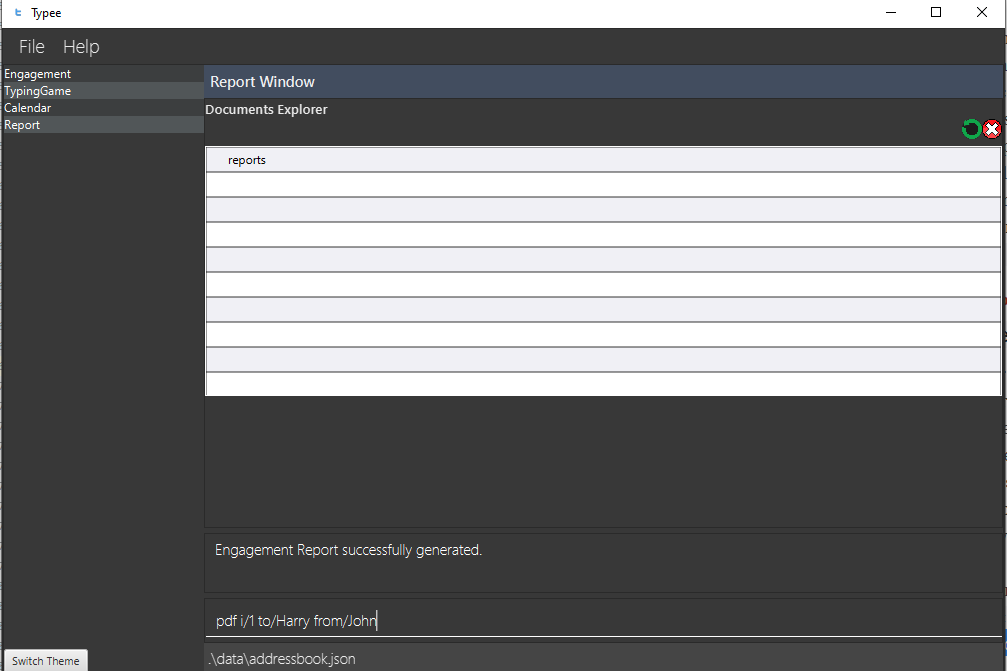 Typee
File Help
Engagement
TypingGame
Calendar
Report
Report Window
Documents Explorer
reports
Engagement Report successfully generated.
pdf i/1 to/Harry from/John
Switch Theme
.\data\addressbook.json